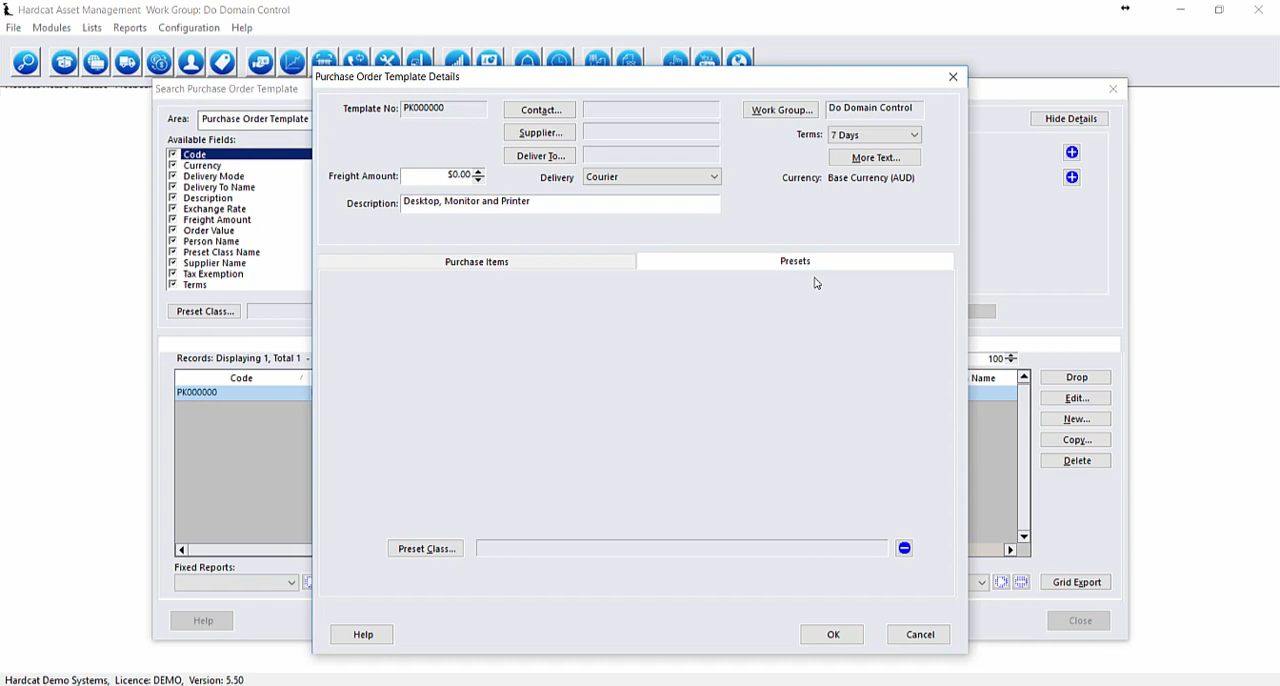 Hardcat Asset Management Work Group: Do Domain Control
File Modules Lists Reports Configuration Help
Search Purchase Order Template
Purchase Order Template Details
Area: Purchase Order Template
Hide Details
Available Fields:
Code
Currency
Delivery Mode
Delivery To Name
Description
Exchange Rate
Freight Amount
Order Value
Person Name
Preset Class Name
Supplier Name
Tax Exemption
Terms
Preset Class...
Template No: PK000000
Contact...
Work Group... Do Domain Control
Supplier...
Terms: 7 Days
Deliver To...
More Text...
Freight Amount: $0.00
Delivery Courier
Currency: Base Currency (AUD)
Description: Desktop, Monitor and Printer
Purchase Items Presets
Records: Displaying 1, Total 1 -
100
Code
Name
PK000000
Drop
Edit...
New...
Copy...
Delete
Preset Class...
Fixed Reports:
Grid Export
Help
Close
Help OK Cancel
Hardcat Demo Systems, Licence: DEMO, Version: 5.50